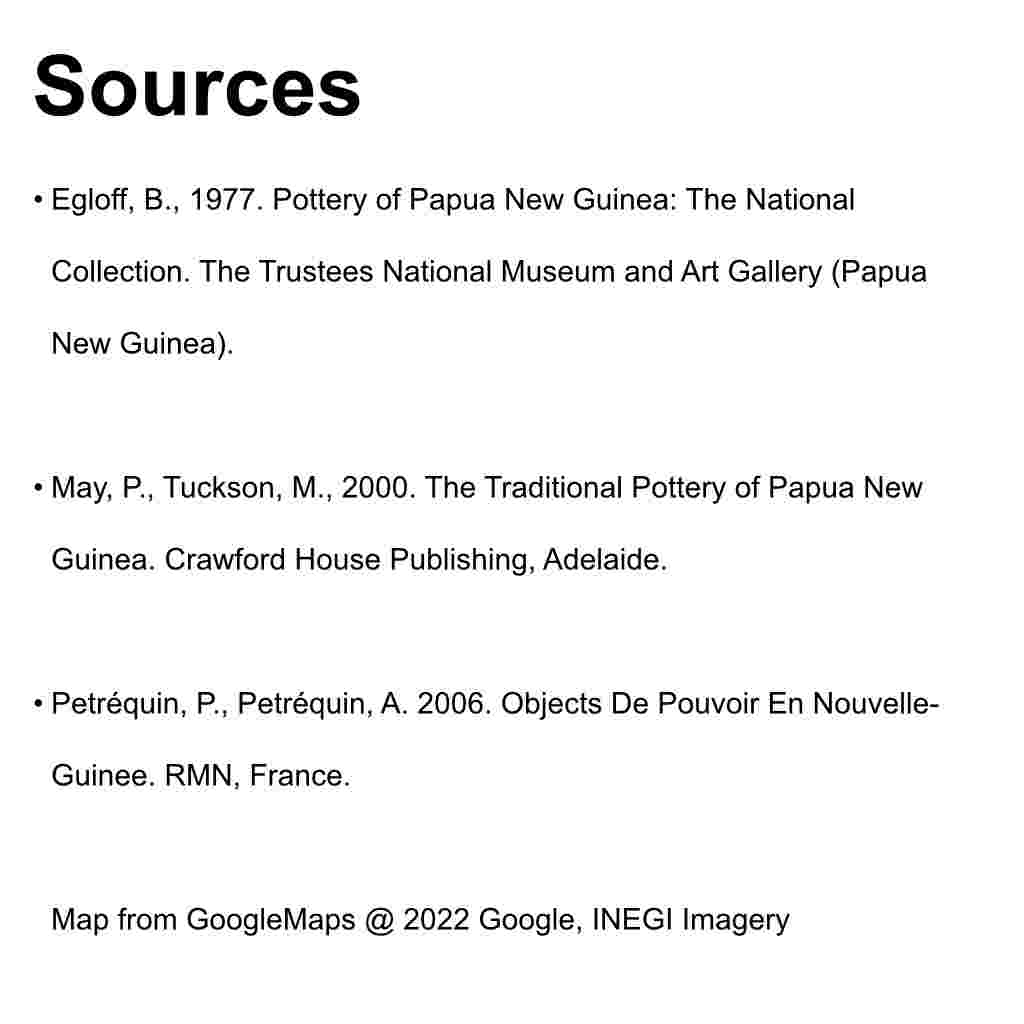 Sources
• Egloff, B., 1977. Pottery of Papua New Guinea: The National
Collection. The Trustees National Museum and Art Gallery (Papua
New Guinea).
• May, P., Tuckson, M., 2000. The Traditional Pottery of Papua New
Guinea. Crawford House Publishing, Adelaide.
• Petréquin, P., Petréquin, A. 2006. Objects De Pouvoir En Nouvelle-
Guinee. RMN, France.
Map from GoogleMaps @ 2022 Google, INEGI Imagery